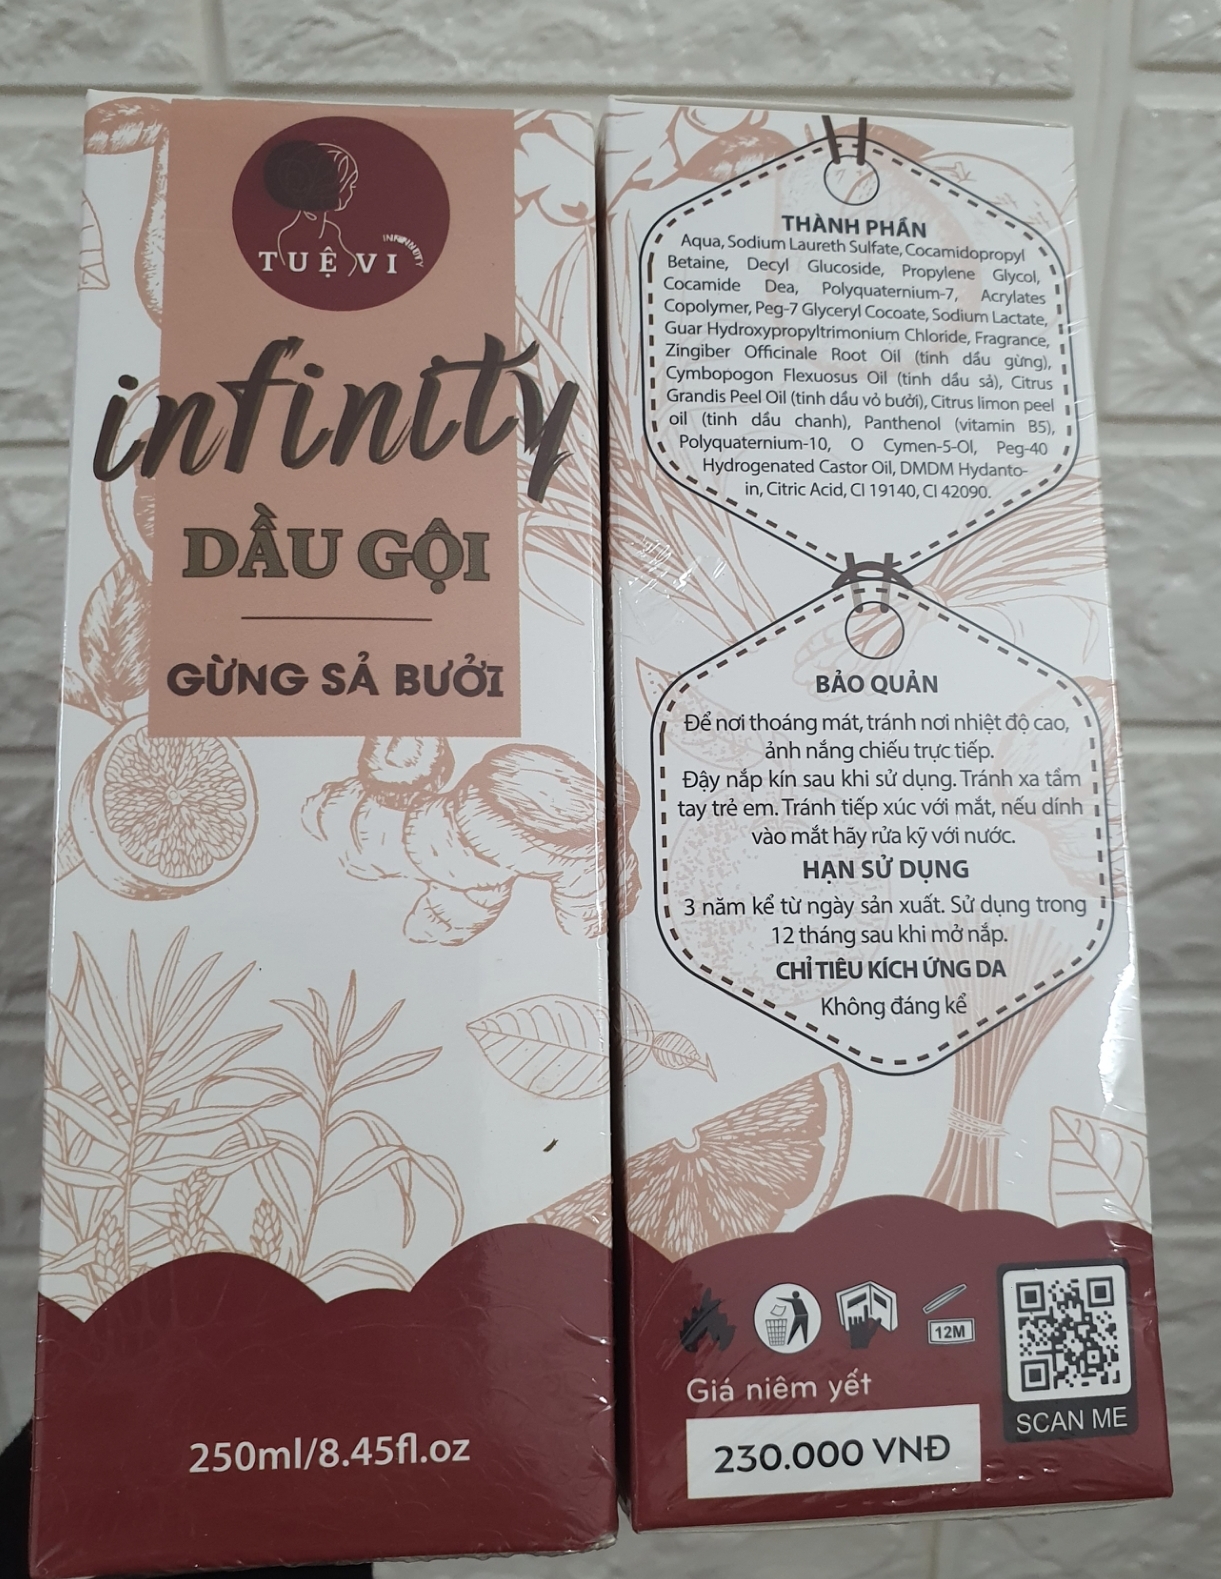 TUỆ VI
INFINITY
infinity
DẦU GỘI
GỪNG SẢ BƯỞI
250ml/8.45fl.oz
THÀNH PHẦN
Aqua, Sodium Laureth Sulfate, Cocamidopropyl
Betaine, Decyl Glucoside, Propylene Glycol,
Cocamide Dea, Polyquaternium-7, Acrylates
Copolymer, Peg-7 Glyceryl Cocoate, Sodium Lactate,
Guar Hydroxypropyltrimonium Chloride, Fragrance,
Zingiber Officinale Root Oil (tinh dầu gừng),
Cymbopogon Flexuosus Oil (tinh dầu sả), Citrus
Grandis Peel Oil (tinh dầu vỏ bưởi), Citrus limon peel
oil (tinh dầu chanh), Panthenol (vitamin B5),
Polyquaternium-10, O Cymen-5-Ol, Peg-40
Hydrogenated Castor Oil, DMDM Hydanto-
in, Citric Acid, CI 19140, CI 42090.
BẢO QUẢN
Để nơi thoáng mát, tránh nơi nhiệt độ cao,
ảnh nắng chiếu trực tiếp.
Đậy nắp kín sau khi sử dụng. Tránh xa tầm
tay trẻ em. Tránh tiếp xúc với mắt, nếu dính
vào mắt hãy rửa kỹ với nước.
HẠN SỬ DỤNG
3 năm kể từ ngày sản xuất. Sử dụng trong
12 tháng sau khi mở nắp.
CHỈ TIÊU KÍCH ỨNG DA
Không đáng kể
12M
SCAN ME
Giá niêm yết
230.000 VNĐ